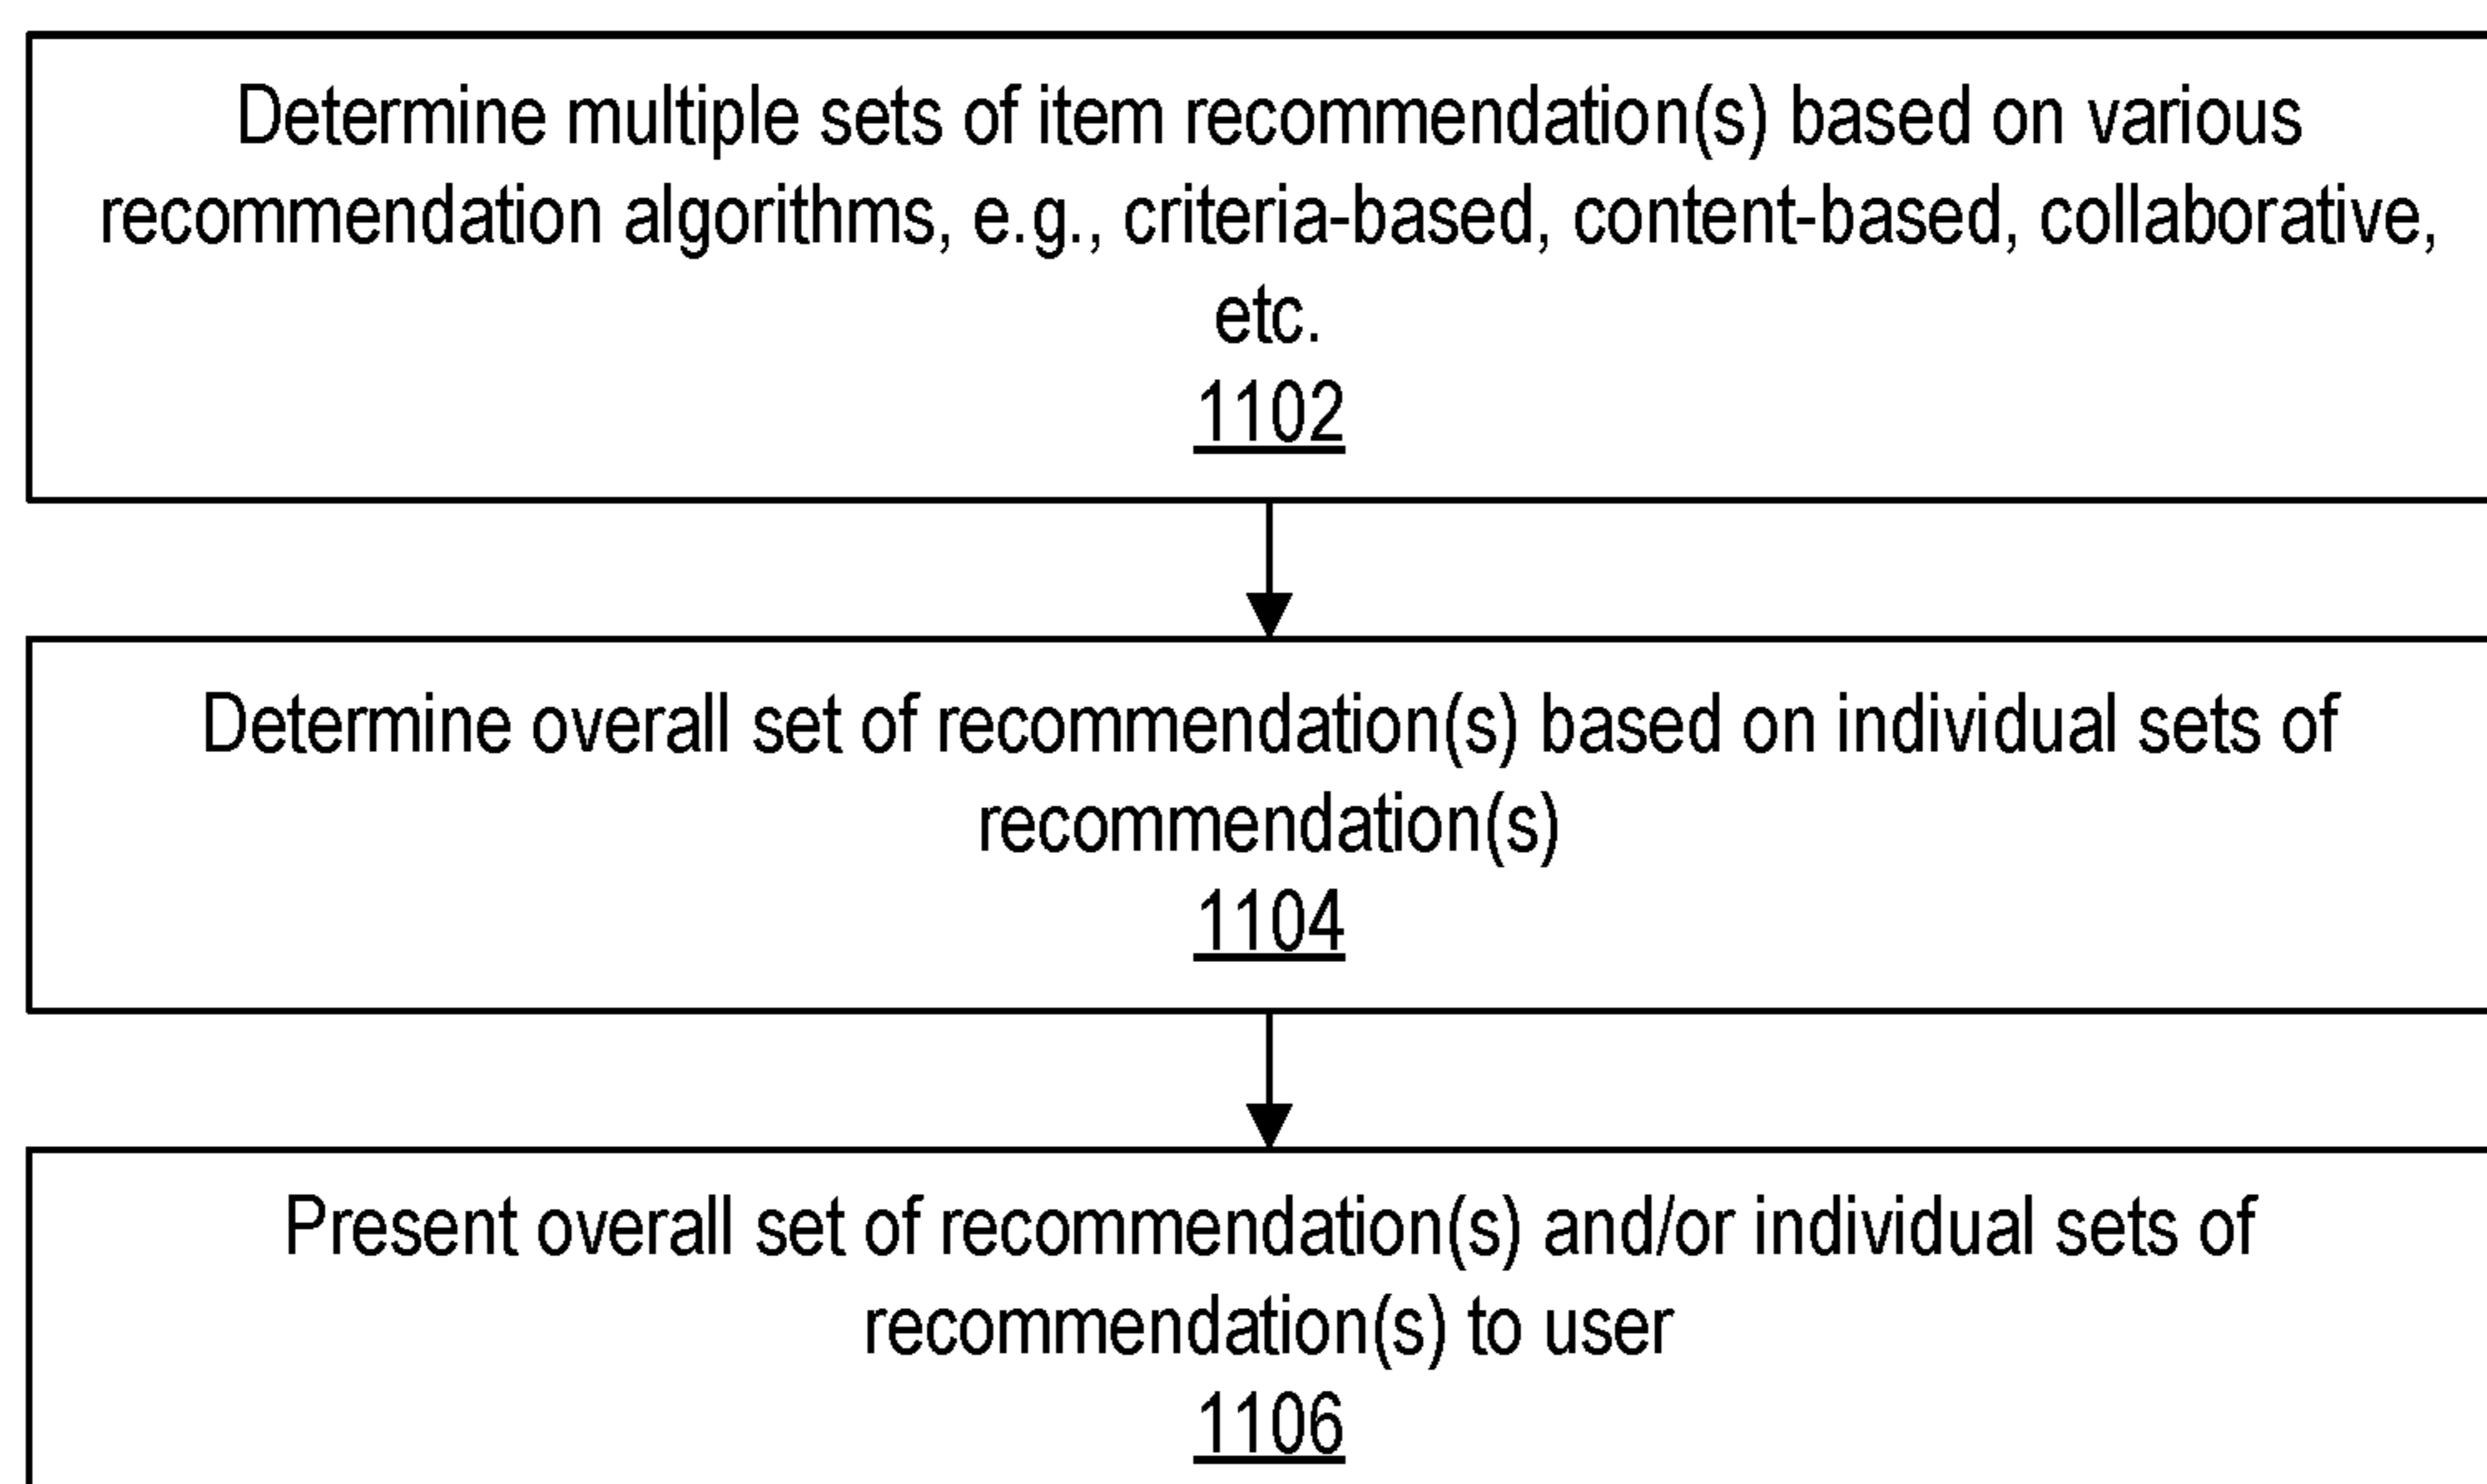 Determine multiple sets of item recommendation(s) based on various
recommendation algorithms, e.g., criteria-based, content-based, collaborative,
etc.
1102
Determine overall set of recommendation(s) based on individual sets of
recommendation(s)
1104
Present overall set of recommendation(s) and/or individual sets of
recommendation(s) to user
1106